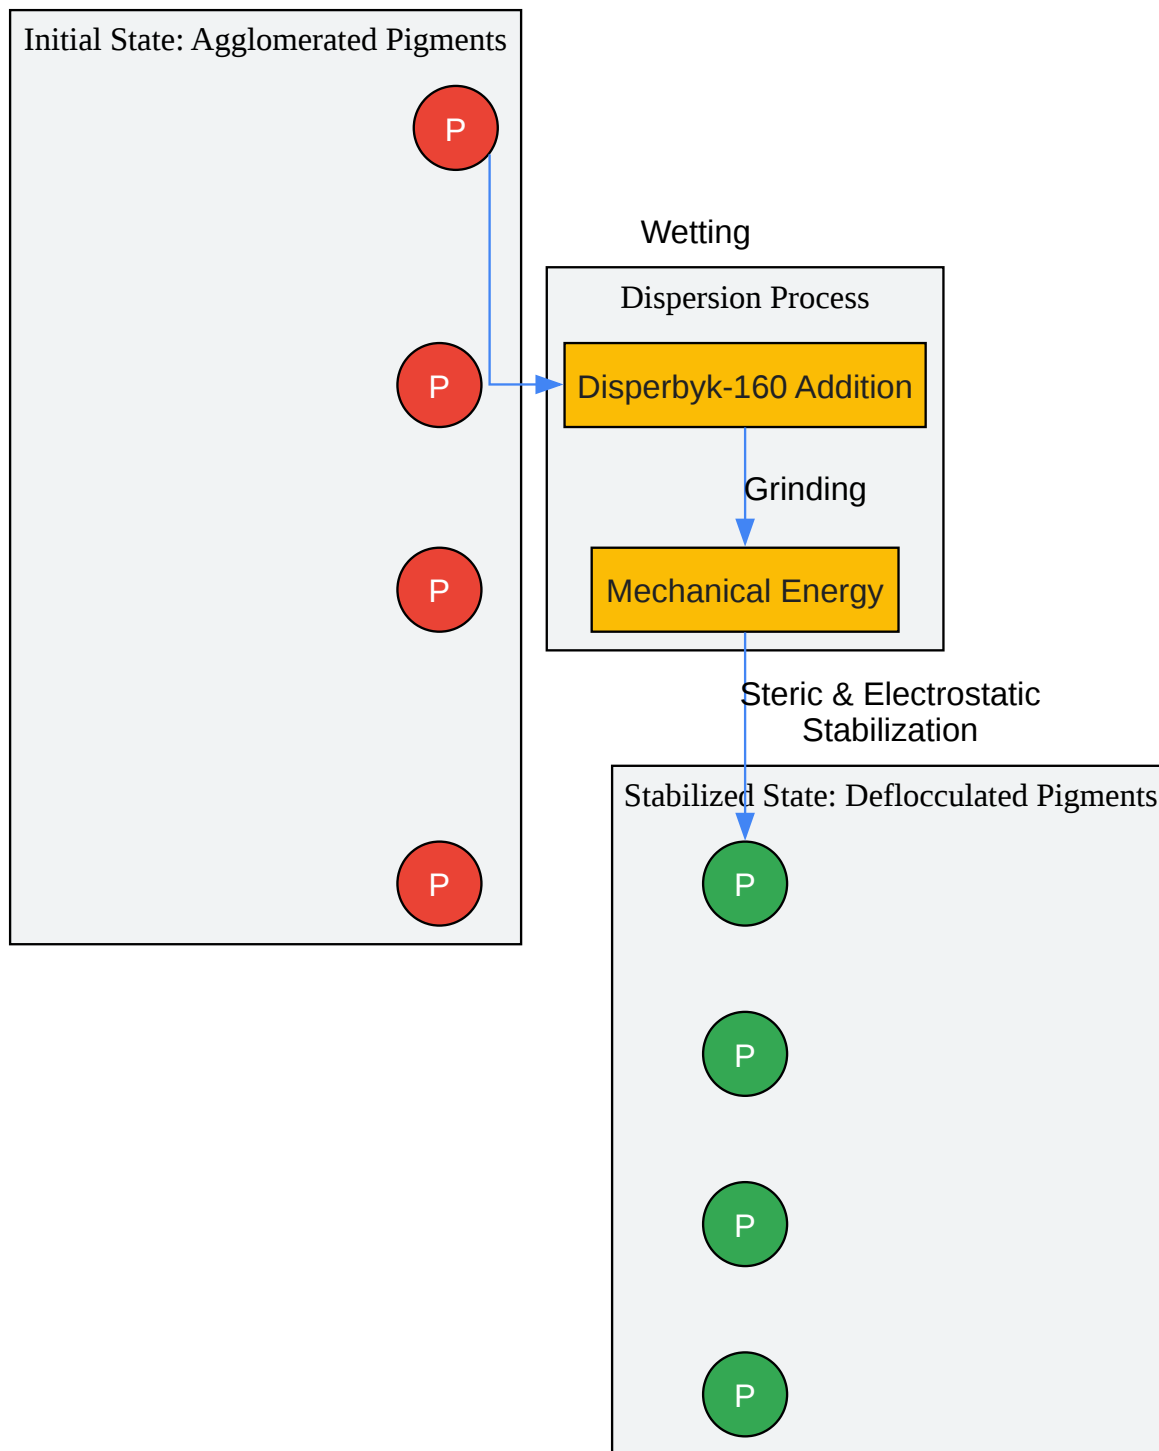 Initial State: Agglomerated Pigments
P
Wetting
Dispersion Process
P
Disperbyk-160 Addition
Grinding
P
Mechanical Energy
Steric & Electrostatic
Stabilization
Stabilized State: Deflocculated Pigments
P
P
P
P
P